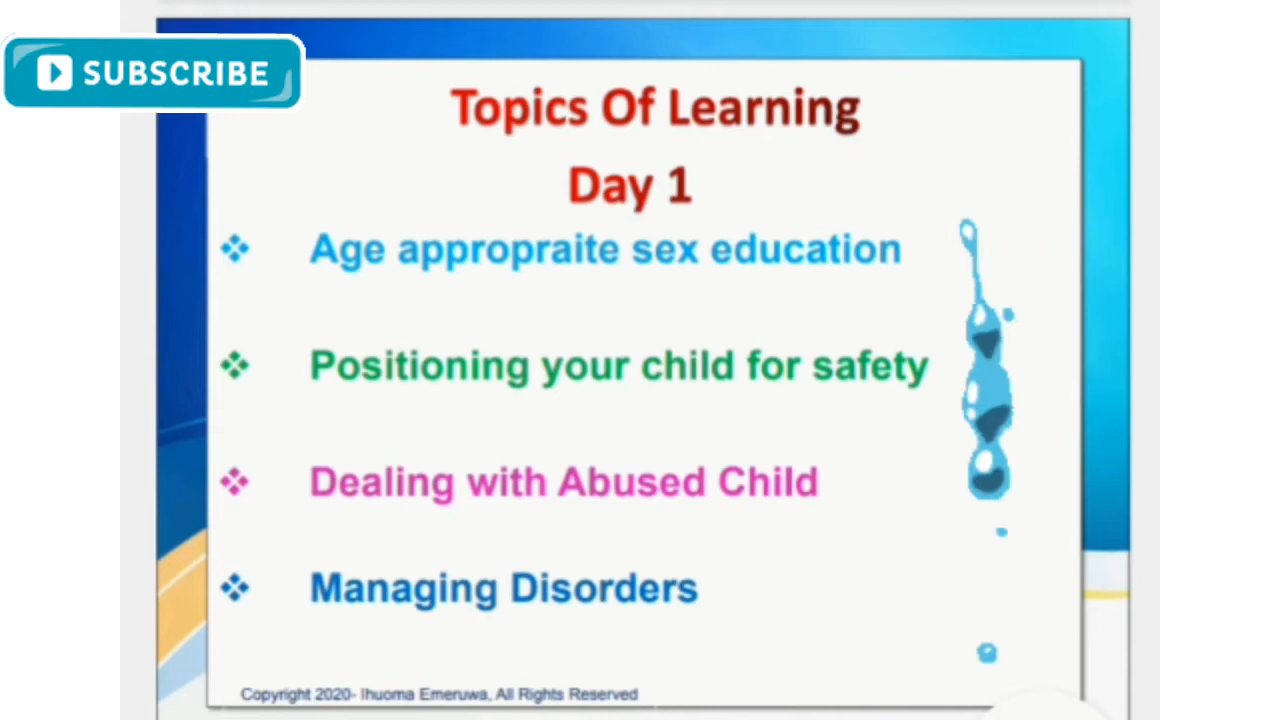 SUBSCRIBE
Topics Of Learning
Day 1
Age appropraite sex education
Positioning your child for safety
Dealing with Abused Child
Managing Disorders
Copyright 2020- Ihuoma Emeruwa, All Rights Reserved